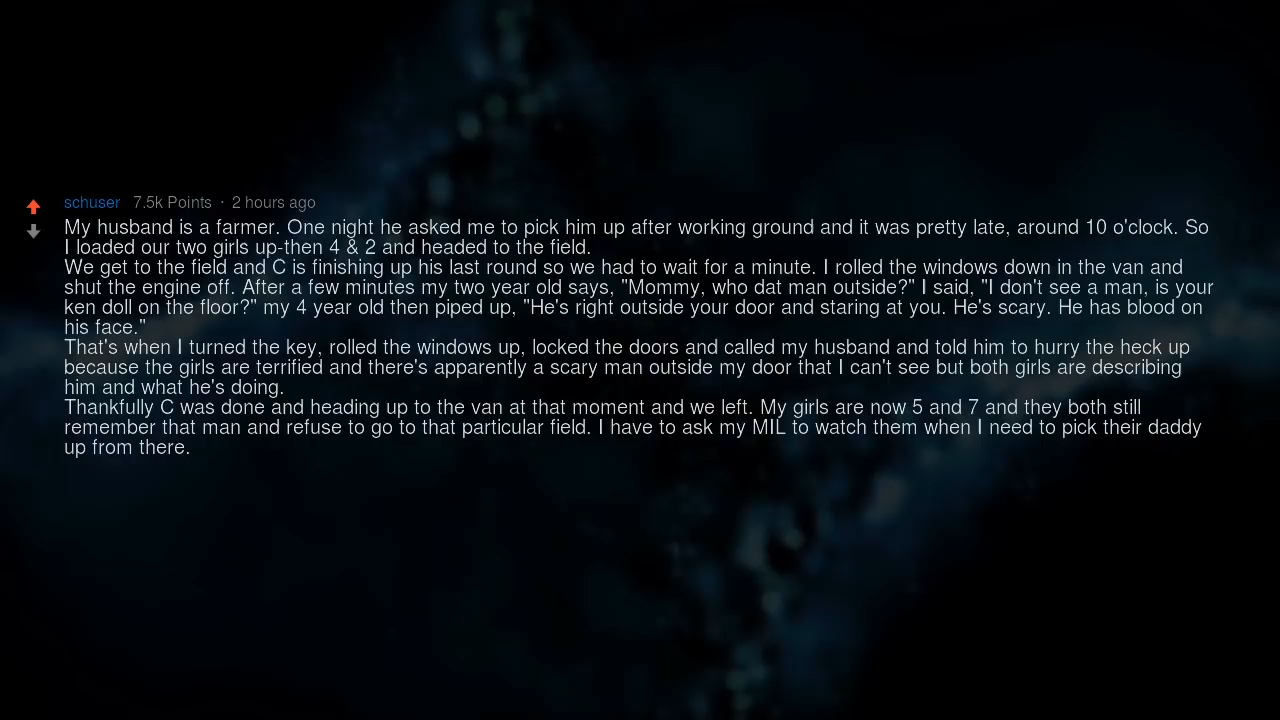 schuser 7.5k Points · 2 hours ago
My husband is a farmer. One night he asked me to pick him up after working ground and it was pretty late, around 10 o'clock. So
I loaded our two girls up-then 4 & 2 and headed to the field.
We get to the field and C is finishing up his last round so we had to wait for a minute. I rolled the windows down in the van and
shut the engine off. After a few minutes my two year old says, "Mommy, who dat man outside?" I said, "I don't see a man, is your
ken doll on the floor?" my 4 year old then piped up, "He's right outside your door and staring at you. He's scary. He has blood on
his face."
That's when I turned the key, rolled the windows up, locked the doors and called my husband and told him to hurry the heck up
because the girls are terrified and there's apparently a scary man outside my door that I can't see but both girls are describing
him and what he's doing.
Thankfully C was done and heading up to the van at that moment and we left. My girls are now 5 and 7 and they both still
remember that man and refuse to go to that particular field. I have to ask my MIL to watch them when I need to pick their daddy
up from there.